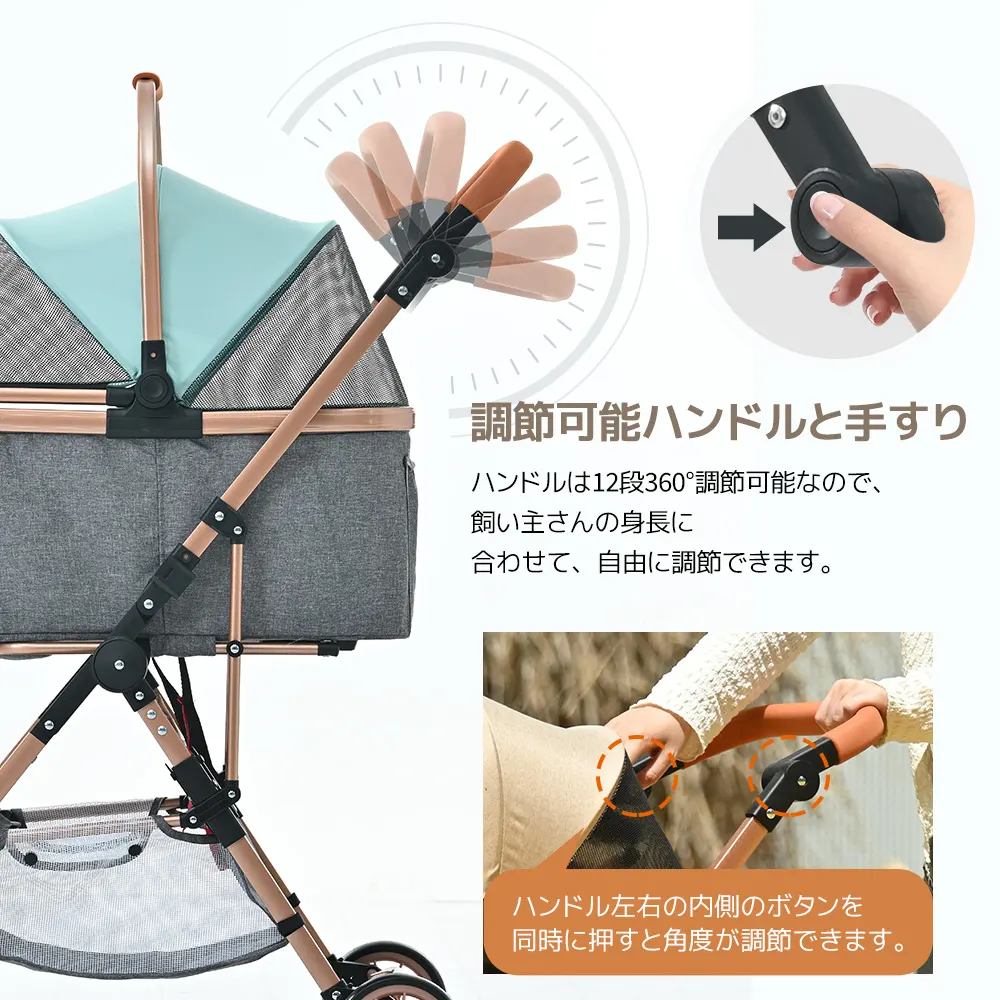 調節可能ハンドルと手すり
ハンドルは12段360°調節可能なので、
飼い主さんの身長に
合わせて、自由に調節できます。
ハンドル左右の内側のボタンを
同時に押すと角度が調節できます。